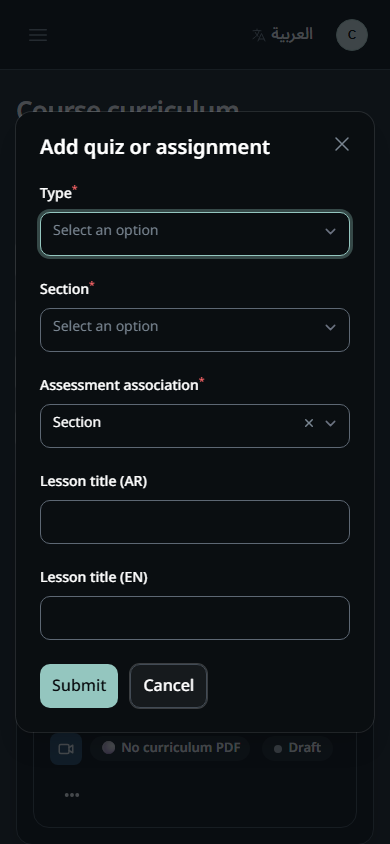 العربية
C
Course curriculum
Add quiz or assignment
Type*
Select an option
Section*
Select an option
Assessment association*
Section
Lesson title (AR)
Lesson title (EN)
Submit
Cancel
No curriculum PDF
Draft